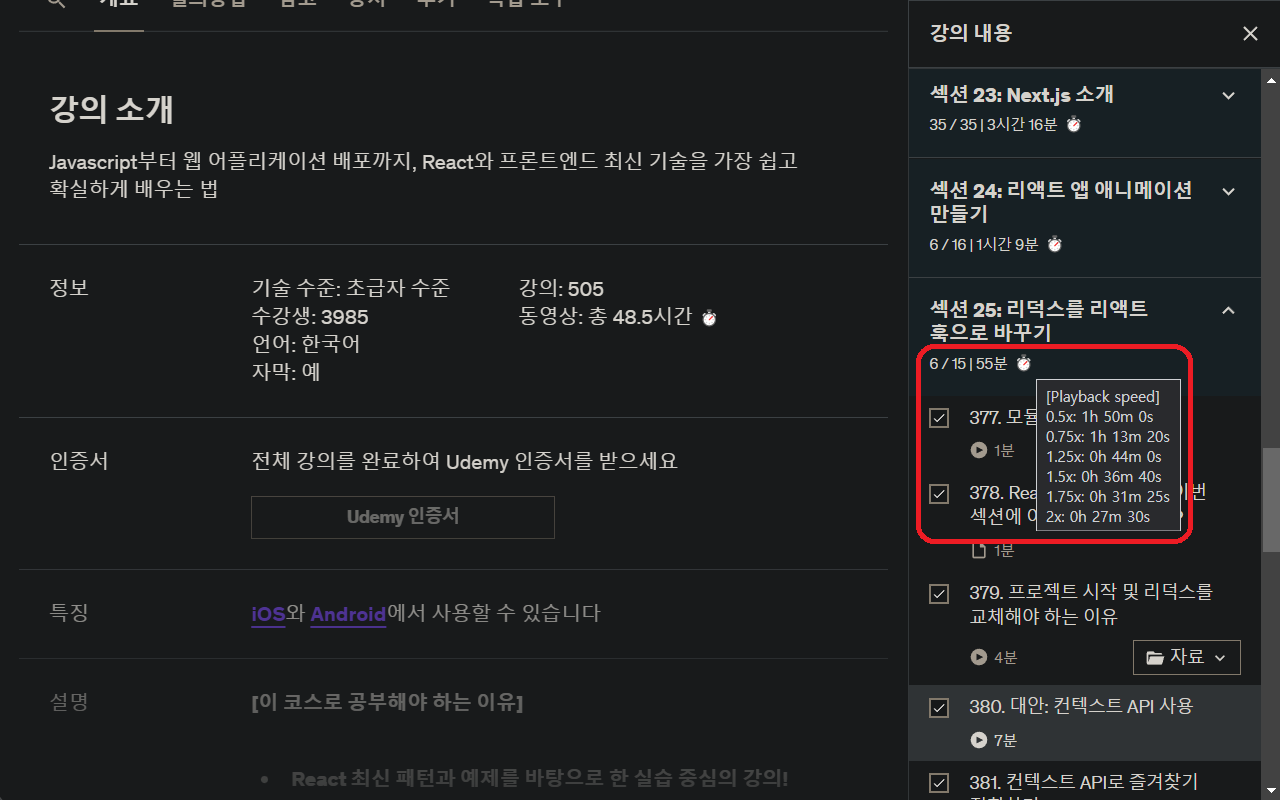 개요
강의 소개
Javascript부터 웹 어플리케이션 배포까지, React와 프론트엔드 최신 기술을 가장 쉽고
확실하게 배우는 법
정보
기술 수준: 초급자 수준
수강생: 3985
언어: 한국어
자막: 예
강의: 505
동영상: 총 48.5시간
인증서
전체 강의를 완료하여 Udemy 인증서를 받으세요
Udemy 인증서
특징
iOS와 Android에서 사용할 수 있습니다
설명
[이 코스로 공부해야 하는 이유]
• React 최신 패턴과 예제를 바탕으로 한 실습 중심의 강의!
강의 내용
섹션 23: Next.js 소개
35 / 35 | 3시간 16분
섹션 24: 리액트 앱 애니메이션
만들기
6 / 16 | 1시간 9분
섹션 25: 리덕스를 리액트
훅으로 바꾸기
6 / 15 | 55분
[Playback speed]
0.5x: 1h 50m 0s
0.75x: 1h 13m 20s
1.25x: 0h 44m 0s
1.5x: 0h 36m 40s
1.75x: 0h 31m 25s
2x: 0h 27m 30s
377.
1분
378.
섹션에
1분
379. 프로젝트 시작 및 리덕스를
교체해야 하는 이유
4분
자료
380. 대안: 컨텍스트 API 사용
7분
381. 컨텍스트 API로 즐겨찾기